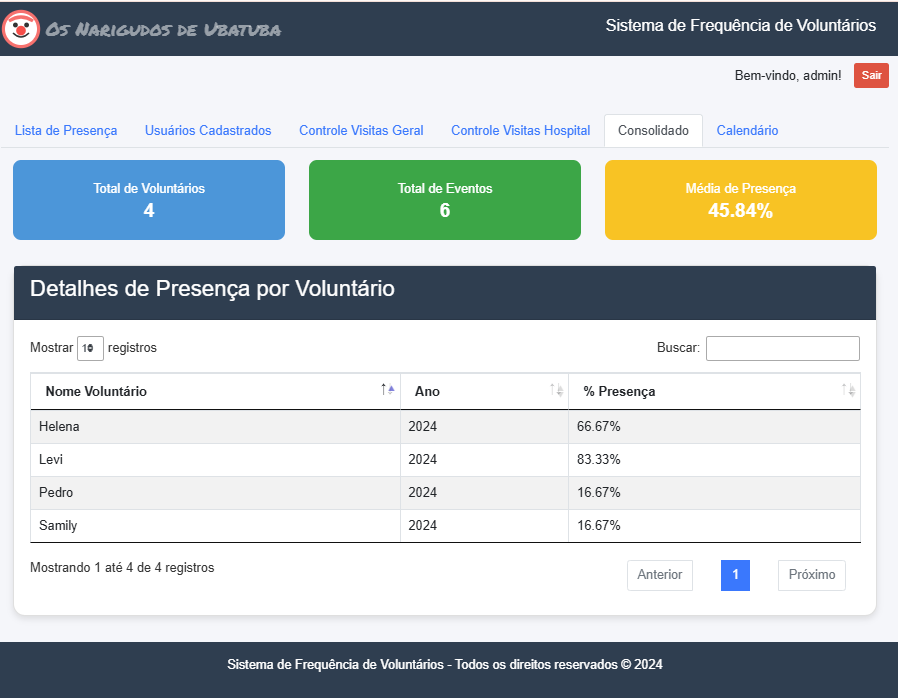 Os Narigudos de Ubatuba
Sistema de Frequência de Voluntários
Bem-vindo, admin! Sair
Lista de Presença Usuários Cadastrados Controle Visitas Geral Controle Visitas Hospital Consolidado Calendário
Total de Voluntários
4
Total de Eventos
6
Média de Presença
45.84%
Detalhes de Presença por Voluntário
Mostrar 10 registros Buscar:
Nome Voluntário Ano % Presença
Helena 2024 66.67%
Levi 2024 83.33%
Pedro 2024 16.67%
Samily 2024 16.67%
Mostrando 1 até 4 de 4 registros
Anterior 1 Próximo
Sistema de Frequência de Voluntários - Todos os direitos reservados © 2024